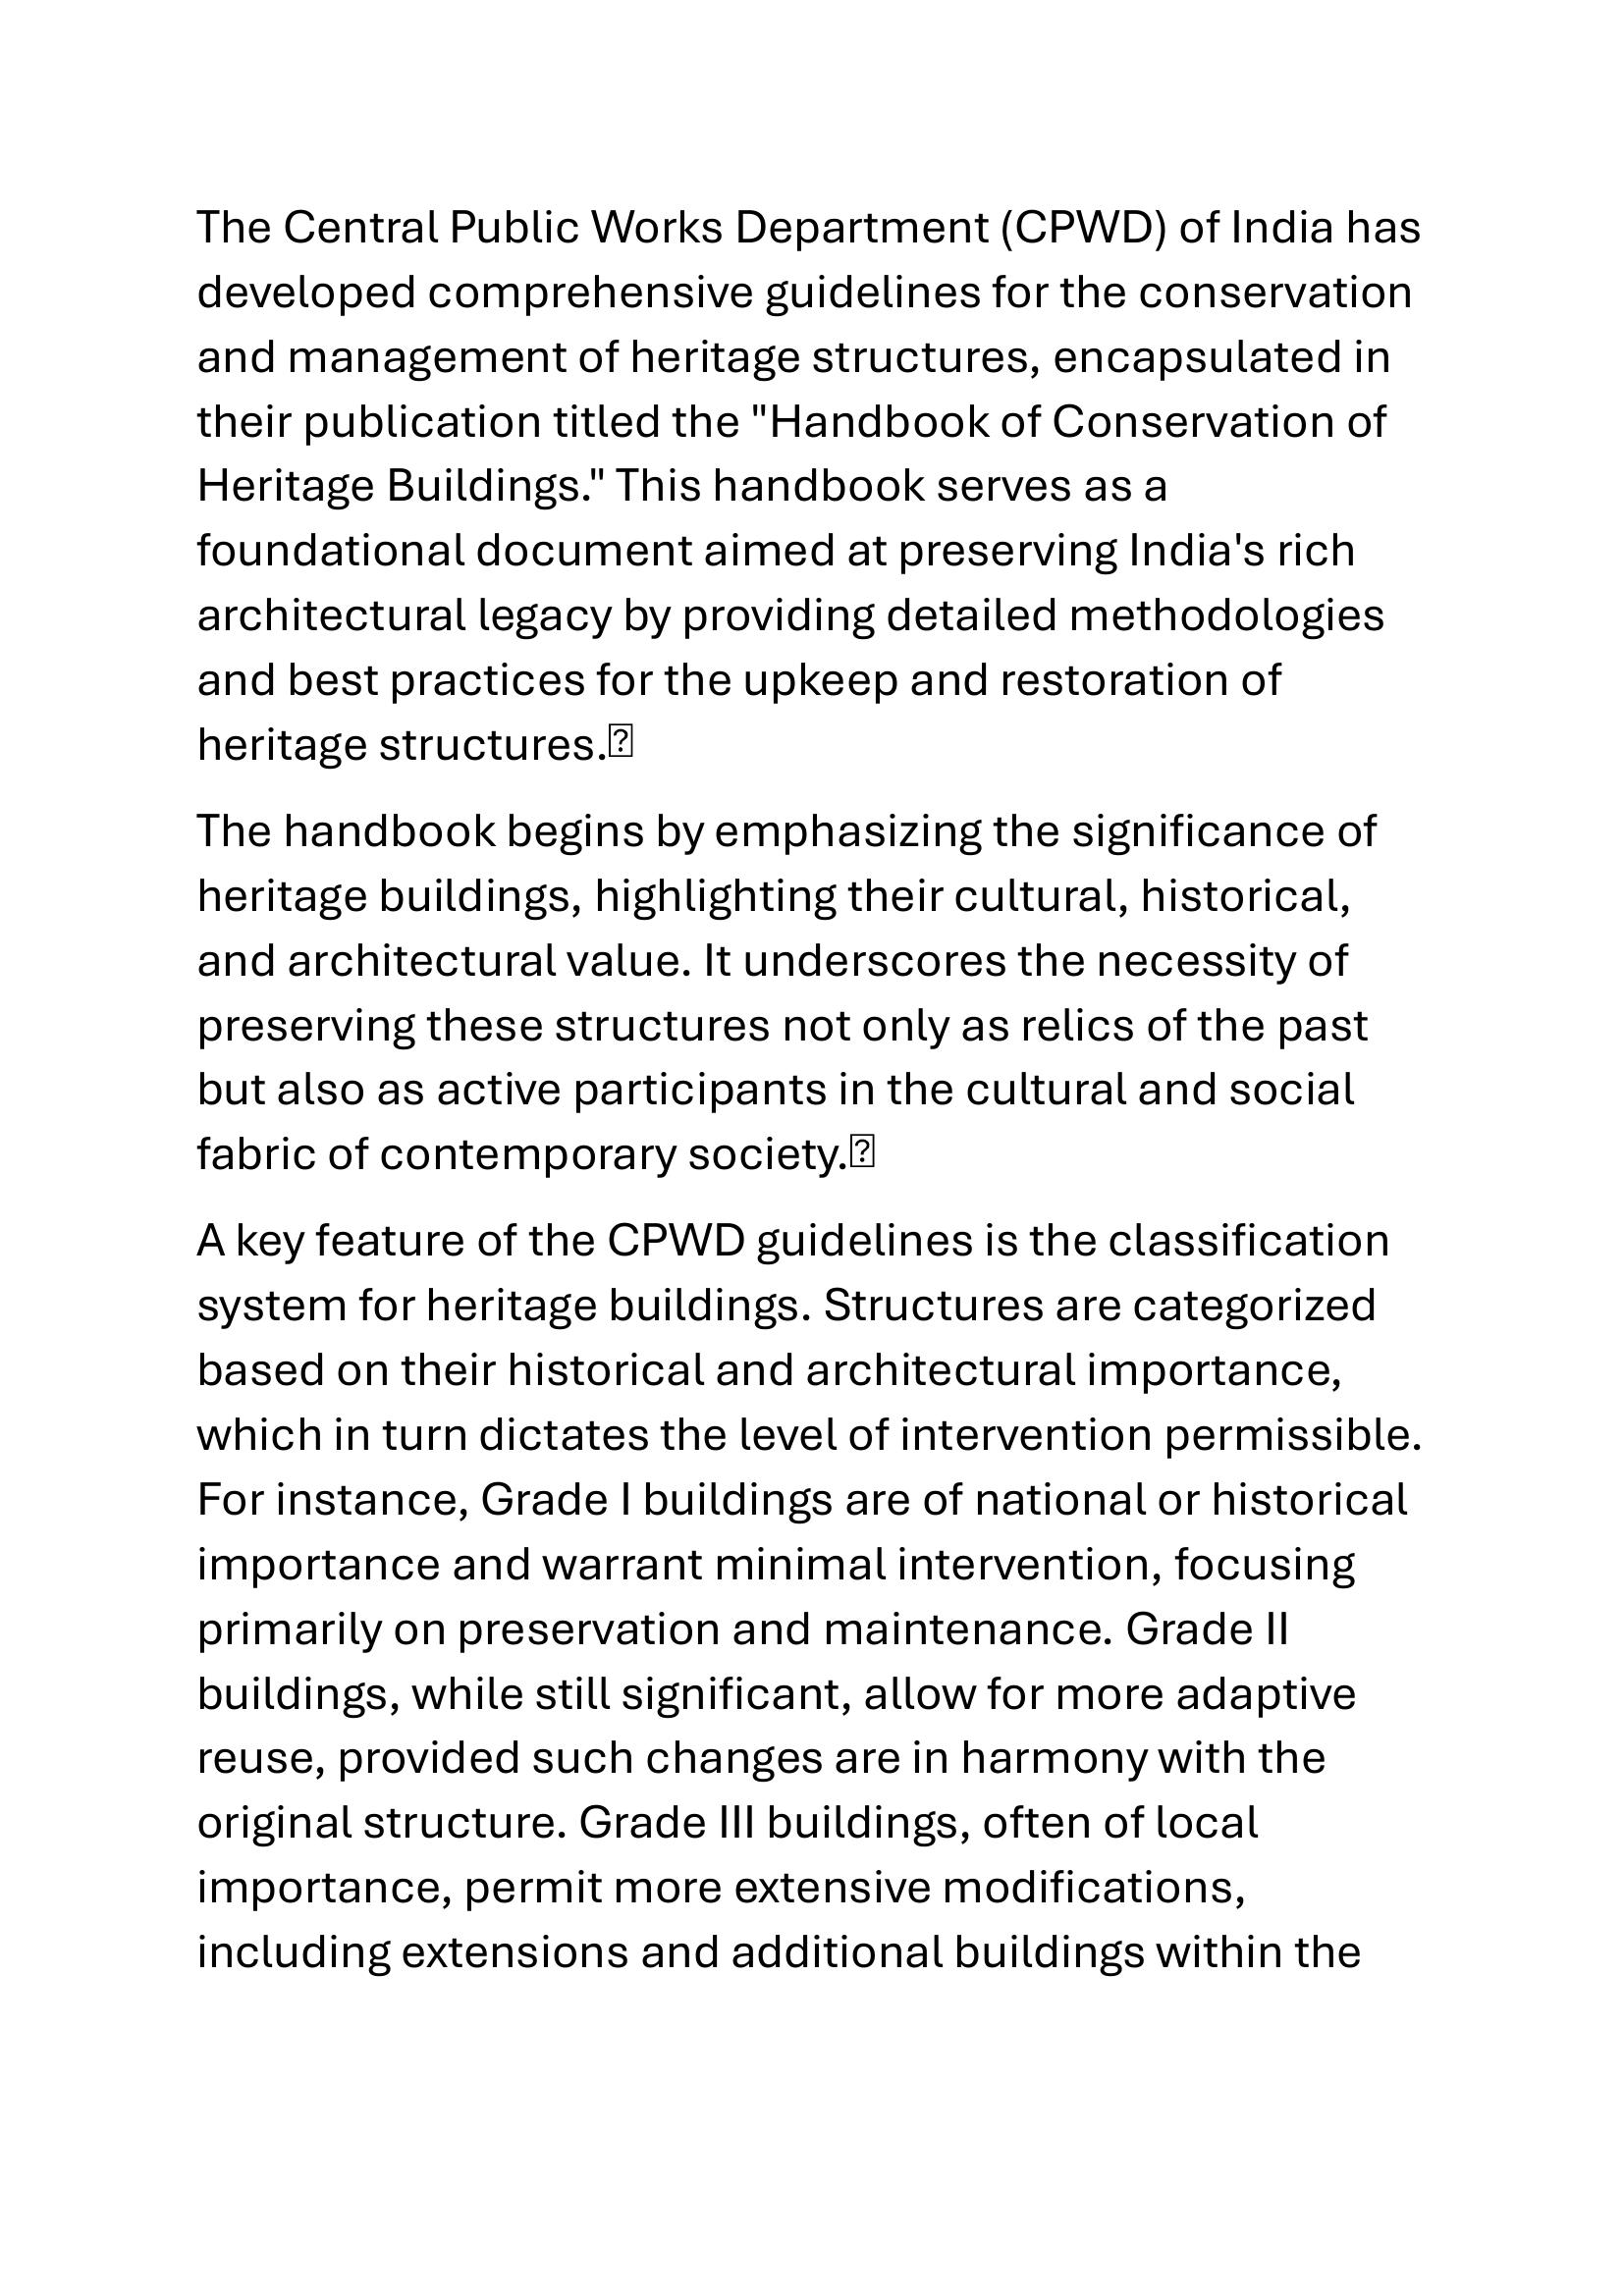 The Central Public Works Department (CPWD) of India has
developed comprehensive guidelines for the conservation
and management of heritage structures, encapsulated in
their publication titled the "Handbook of Conservation of
Heritage Buildings." This handbook serves as a
foundational document aimed at preserving India's rich
architectural legacy by providing detailed methodologies
and best practices for the upkeep and restoration of
heritage structures.⍰
The handbook begins by emphasizing the significance of
heritage buildings, highlighting their cultural, historical,
and architectural value. It underscores the necessity of
preserving these structures not only as relics of the past
but also as active participants in the cultural and social
fabric of contemporary society.⍰
A key feature of the CPWD guidelines is the classification
system for heritage buildings. Structures are categorized
based on their historical and architectural importance,
which in turn dictates the level of intervention permissible.
For instance, Grade I buildings are of national or historical
importance and warrant minimal intervention, focusing
primarily on preservation and maintenance. Grade II
buildings, while still significant, allow for more adaptive
reuse, provided such changes are in harmony with the
original structure. Grade III buildings, often of local
importance, permit more extensive modifications,
including extensions and additional buildings within the